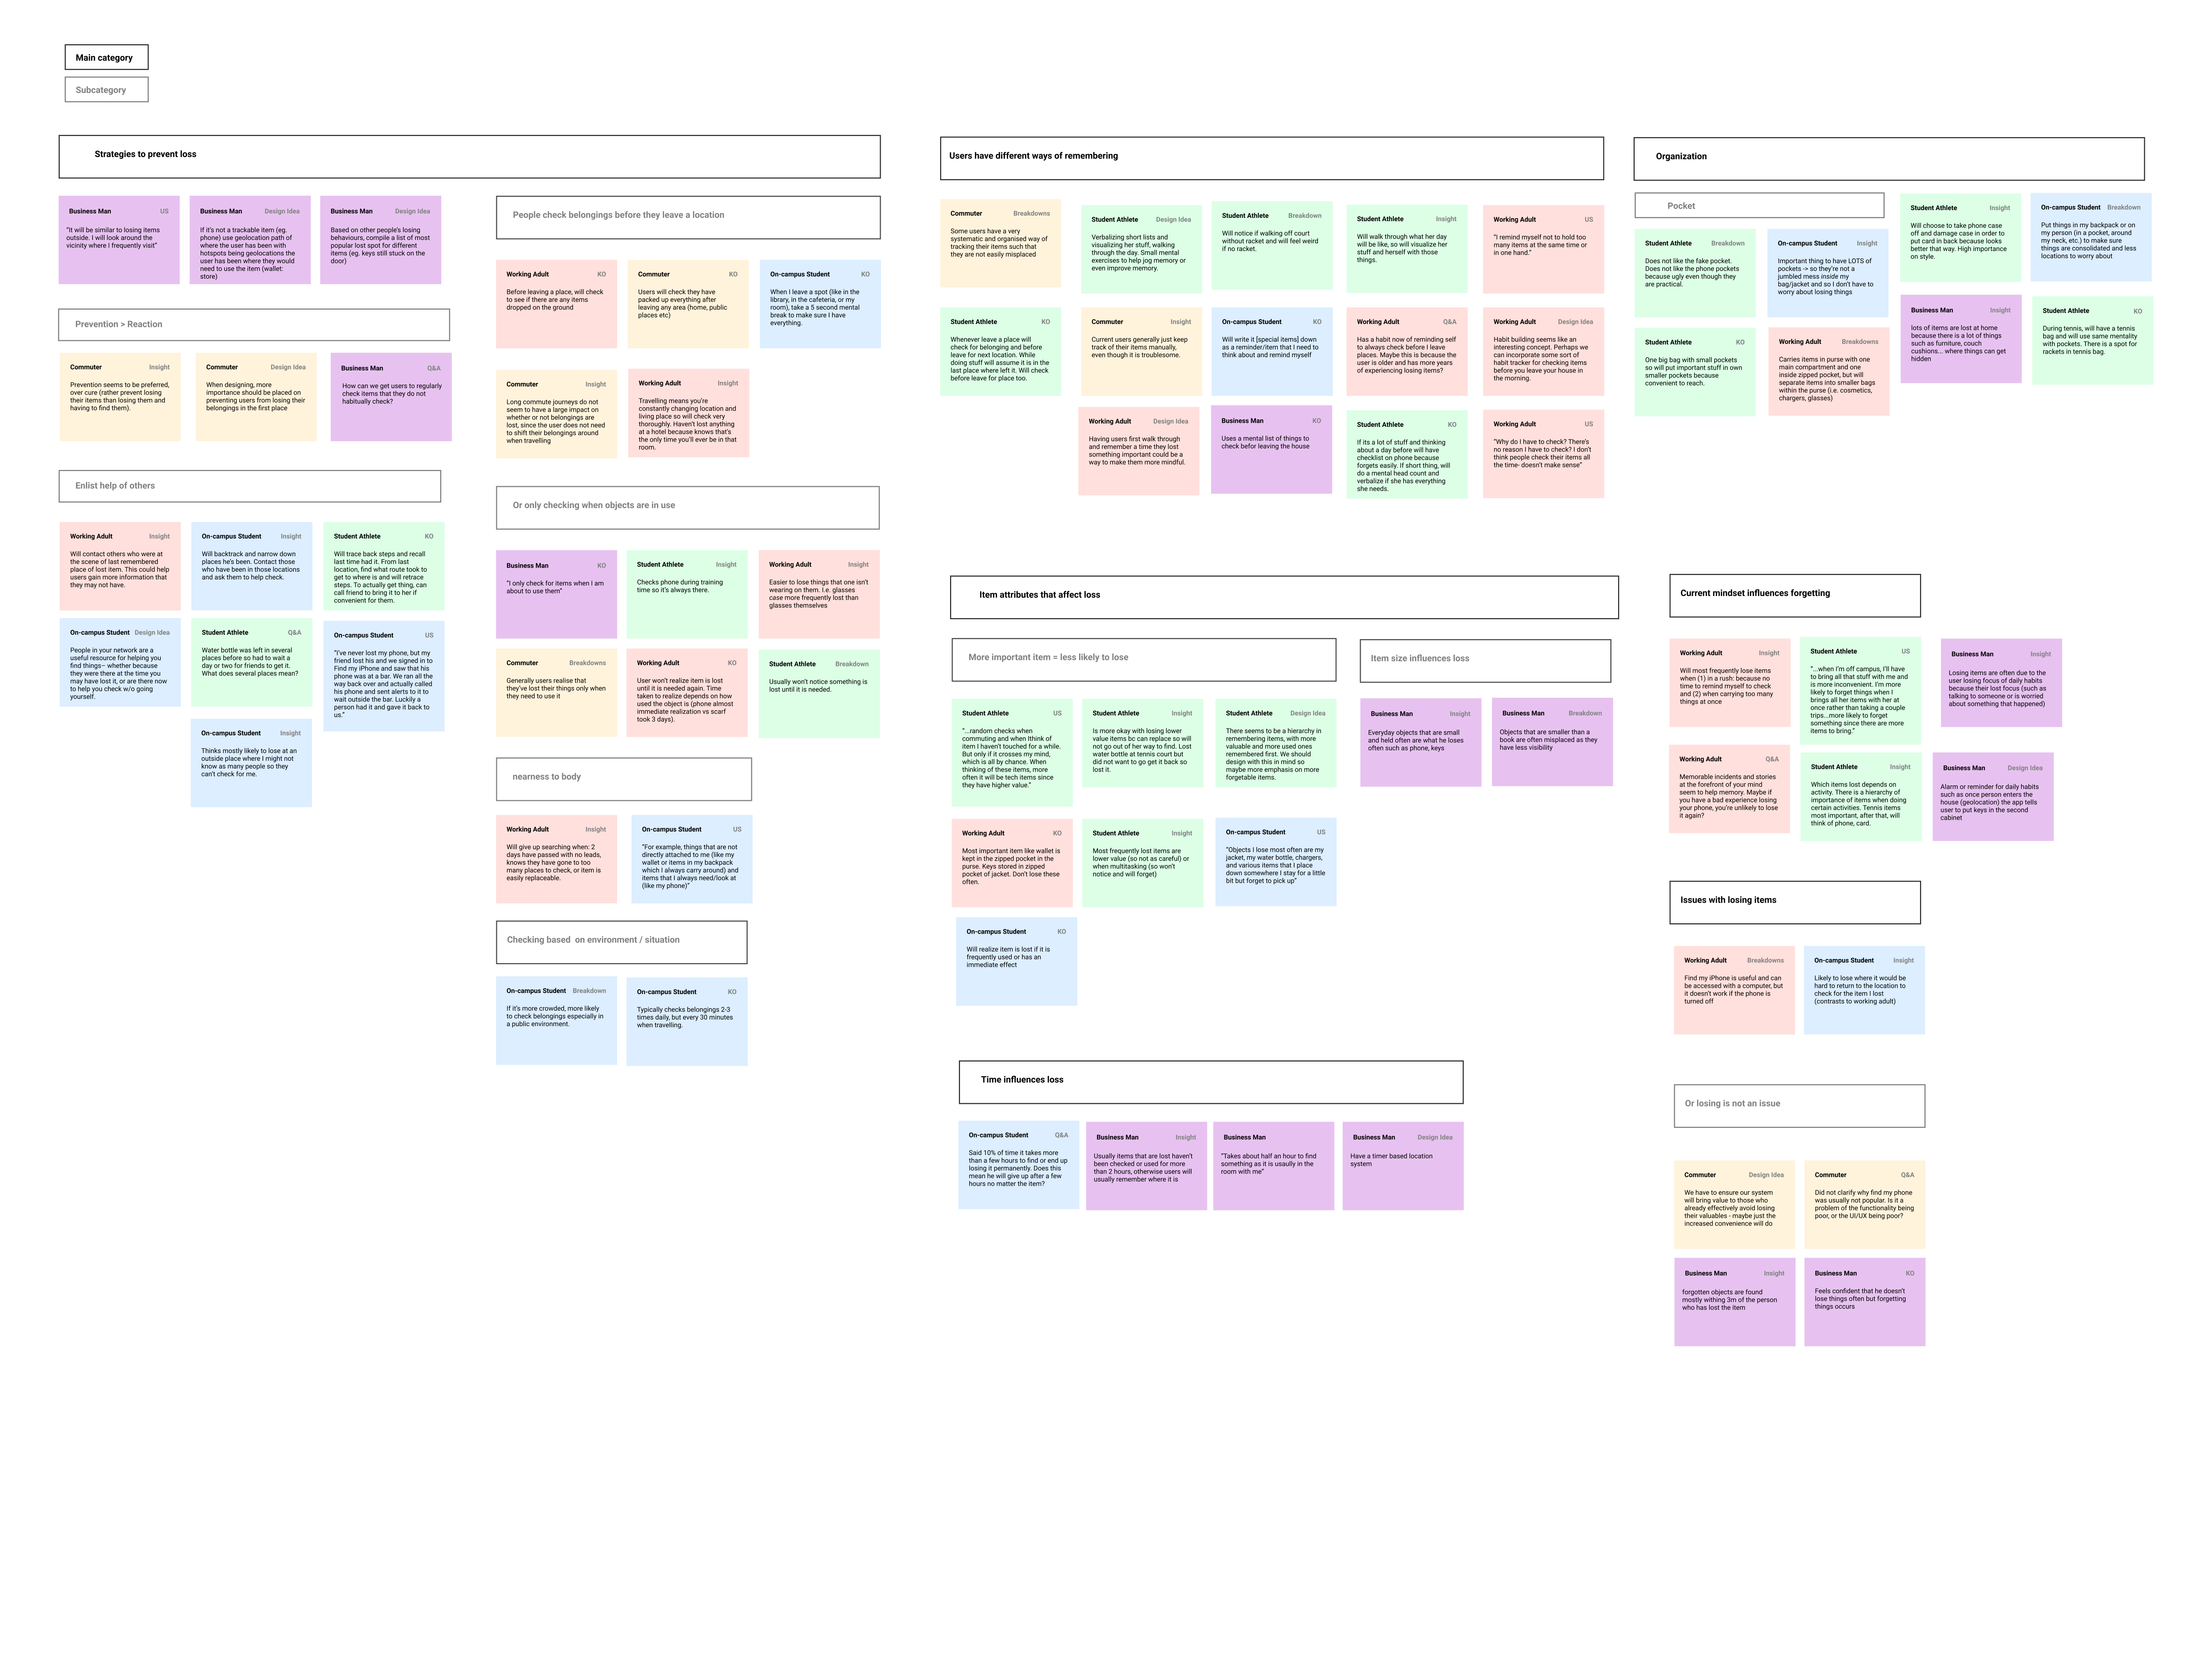 Main category
Subcategory
Strategies to prevent loss
Business Man US
"It will be similar to losing items
outside. I will look around the
vicinity where I frequently visit"
Business Man Design Idea
If it's not a trackable item (eg.
phone) use geolocation path of
where the user has been with
hotspots being geolocations the
user has been where they would
need to use the item (wallet:
store)
Business Man Design Idea
Based on other people's losing
behaviours, compile a list of most
popular lost spot for different
items (eg. keys still stuck on the
door)
Prevention > Reaction
Commuter Insight
Prevention seems to be preferred,
over cure (rather prevent losing
their items than losing them and
having to find them).
Commuter Design Idea
When designing, more
importance should be placed on
preventing users from losing their
belongings in the first place
Business Man Q&A
How can we get users to regularly
check items that they do not
habitually check?
Enlist help of others
Working Adult Insight
Will contact others who were at
the scene of last remembered
place of lost item. This could help
users gain more information that
they may not have.
On-campus Student Insight
Will backtrack and narrow down
places he's been. Contact those
who have been in those locations
and ask them to help check.
Student Athlete KO
Will trace back steps and recall
last time had it. From last
location, find what route took to
get to where is and will retrace
steps. To actually get thing, can
call friend to bring it to her if
convenient for them.
On-campus Student Design Idea
People in your network are a
useful resource for helping you
find things– whether because
they were there at the time you
may have lost it, or are there now
to help you check w/o going
yourself.
Student Athlete Q&A
Water bottle was left in several
places before so had to wait a
day or two for friends to get it.
What does several places mean?
On-campus Student US
"I've never lost my phone, but my
friend lost his and we signed in to
Find my iPhone and saw that his
phone was at a bar. We ran all the
way back over and actually called
his phone and sent alerts to it to
wait outside the bar. Luckily a
person had it and gave it back to
us."
On-campus Student Insight
Thinks mostly likely to lose at an
outside place where I might not
know as many people so they
can't check for me.
People check belongings before they leave a location
Working Adult KO
Before leaving a place, will check
to see if there are any items
dropped on the ground
Commuter KO
Users will check they have
packed up everything after
leaving any area (home, public
places etc)
On-campus Student KO
When I leave a spot (like in the
library, in the cafeteria, or my
room), take a 5 second mental
break to make sure I have
everything.
Commuter Insight
Long commute journeys do not
seem to have a large impact on
whether or not belongings are
lost, since the user does not need
to shift their belongings around
when travelling
Working Adult Insight
Travelling means you're
constantly changing location and
living place so will check very
thoroughly. Haven't lost anything
at a hotel because knows that's
the only time you'll ever be in that
room.
Or only checking when objects are in use
Business Man KO
"I only check for items when I am
about to use them"
Student Athlete Insight
Checks phone during training
time so it's always there.
Working Adult Insight
Easier to lose things that one isn't
wearing on them. I.e. glasses
case more frequently lost than
glasses themselves
Commuter Breakdowns
Generally users realise that
they've lost their things only when
they need to use it
Working Adult KO
User won't realize item is lost
until it is needed again. Time
taken to realize depends on how
used the object is (phone almost
immediate realization vs scarf
took 3 days).
Student Athlete Breakdown
Usually won't notice something is
lost until it is needed.
nearness to body
Working Adult Insight
Will give up searching when: 2
days have passed with no leads,
knows they have gone to too
many places to check, or item is
easily replaceable.
On-campus Student US
"For example, things that are not
directly attached to me (like my
wallet or items in my backpack
which I always carry around) and
items that I always need/look at
(like my phone)"
Checking based on environment / situation
On-campus Student Breakdown
If it's more crowded, more likely
to check belongings especially in
a public environment.
On-campus Student KO
Typically checks belongings 2-3
times daily, but every 30 minutes
when travelling.
Users have different ways of remembering
Commuter Breakdowns
Some users have a very
systematic and organised way of
tracking their items such that
they are not easily misplaced
Student Athlete Design Idea
Verbalizing short lists and
visualizing her stuff, walking
through the day. Small mental
exercises to help jog memory or
even improve memory.
Student Athlete Breakdown
Will notice if walking off court
without racket and will feel weird
if no racket.
Student Athlete Insight
Will walk through what her day
will be like, so will visualize her
stuff and herself with those
things.
Working Adult US
"I remind myself not to hold too
many items at the same time or
in one hand."
Student Athlete KO
Whenever leave a place will
check for belonging and before
leave for next location. While
doing stuff will assume it is in the
last place where left it. Will check
before leave for place too.
Commuter Insight
Current users generally just keep
track of their items manually,
even though it is troublesome.
On-campus Student KO
Will write it [special items] down
as a reminder/item that I need to
think about and remind myself
Working Adult Q&A
Has a habit now of reminding self
to always check before I leave
places. Maybe this is because the
user is older and has more years
of experiencing losing items?
Working Adult Design Idea
Habit building seems like an
interesting concept. Perhaps we
can incorporate some sort of
habit tracker for checking items
before you leave your house in
the morning.
Working Adult Design Idea
Having users first walk through
and remember a time they lost
something important could be a
way to make them more mindful.
Business Man KO
Uses a mental list of things to
check befor leaving the house
Student Athlete KO
If its a lot of stuff and thinking
about a day before will have
checklist on phone because
forgets easily. If short thing, will
do a mental head count and
verbalize if she has everything
she needs.
Working Adult US
"Why do I have to check? There's
no reason I have to check? I don't
think people check their items all
the time- doesn't make sense"
Organization
Pocket
Student Athlete Breakdown
Does not like the fake pocket.
Does not like the phone pockets
because ugly even though they
are practical.
On-campus Student Insight
Important thing to have LOTS of
pockets -> so they're not a
jumbled mess inside my
bag/jacket and so I don't have to
worry about losing things
Student Athlete KO
One big bag with small pockets
so will put important stuff in own
smaller pockets because
convenient to reach.
Working Adult Breakdowns
Carries items in purse with one
main compartment and one
inside zipped pocket, but will
separate items into smaller bags
within the purse (i.e. cosmetics,
chargers, glasses)
Student Athlete Insight
Will choose to take phone case
off and damage case in order to
put card in back because looks
better that way. High importance
on style.
On-campus Student Breakdown
Put things in my backpack or on
my person (in a pocket, around
my neck, etc.) to make sure
things are consolidated and less
locations to worry about
Business Man Insight
lots of items are lost at home
because there is a lot of things
such as furniture, couch
cushions... where things can get
hidden
Student Athlete KO
During tennis, will have a tennis
bag and will use same mentality
with pockets. There is a spot for
rackets in tennis bag.
Item attributes that affect loss
More important item = less likely to lose
Student Athlete US
"...random checks when
commuting and when Ithink of
item I haven't touched for a while.
But only if it crosses my mind,
which is all by chance. When
thinking of these items, more
often it will be tech items since
they have higher value."
Student Athlete Insight
Is more okay with losing lower
value items bc can replace so will
not go out of her way to find. Lost
water bottle at tennis court but
did not want to go get it back so
lost it.
Student Athlete Design Idea
There seems to be a hierarchy in
remembering items, with more
valuable and more used ones
remembered first. We should
design with this in mind so
maybe more emphasis on more
forgetable items.
Working Adult KO
Most important item like wallet is
kept in the zipped pocket in the
purse. Keys stored in zipped
pocket of jacket. Don't lose these
often.
Student Athlete Insight
Most frequently lost items are
lower value (so not as careful) or
when multitasking (so won't
notice and will forget)
On-campus Student US
"Objects I lose most often are my
jacket, my water bottle, chargers,
and various items that I place
down somewhere I stay for a little
bit but forget to pick up"
On-campus Student KO
Will realize item is lost if it is
frequently used or has an
immediate effect
Item size influences loss
Business Man Insight
Everyday objects that are small
and held often are what he loses
often such as phone, keys
Business Man Breakdown
Objects that are smaller than a
book are often misplaced as they
have less visibility
Time influences loss
On-campus Student Q&A
Said 10% of time it takes more
than a few hours to find or end up
losing it permanently. Does this
mean he will give up after a few
hours no matter the item?
Business Man Insight
Usually items that are lost haven't
been checked or used for more
than 2 hours, otherwise users will
usually remember where it is
Business Man
"Takes about half an hour to find
something as it is usaully in the
room with me"
Business Man Design Idea
Have a timer based location
system
Current mindset influences forgetting
Working Adult Insight
Will most frequently lose items
when (1) in a rush: because no
time to remind myself to check
and (2) when carrying too many
things at once
Student Athlete US
"...when I'm off campus, I'll have
to bring all that stuff with me and
is more inconvenient. I'm more
likely to forget things when I
brings all her items with her at
once rather than taking a couple
trips...more likely to forget
something since there are more
items to bring."
Business Man Insight
Losing items are often due to the
user losing focus of daily habits
because their lost focus (such as
talking to someone or is worried
about something that happened)
Working Adult Q&A
Memorable incidents and stories
at the forefront of your mind
seem to help memory. Maybe if
you have a bad experience losing
your phone, you're unlikely to lose
it again?
Student Athlete Insight
Which items lost depends on
activity. There is a hierarchy of
importance of items when doing
certain activities. Tennis items
most important, after that, will
think of phone, card.
Business Man Design Idea
Alarm or reminder for daily habits
such as once person enters the
house (geolocation) the app tells
user to put keys in the second
cabinet
Issues with losing items
Working Adult Breakdowns
Find my iPhone is useful and can
be accessed with a computer, but
it doesn't work if the phone is
turned off
On-campus Student Insight
Likely to lose where it would be
hard to return to the location to
check for the item I lost
(contrasts to working adult)
Or losing is not an issue
Commuter Design Idea
We have to ensure our system
will bring value to those who
already effectively avoid losing
their valuables - maybe just the
increased convenience will do
Commuter Q&A
Did not clarify why find my phone
was usually not popular. Is it a
problem of the functionality being
poor, or the UI/UX being poor?
Business Man Insight
forgotten objects are found
mostly withing 3m of the person
who has lost the item
Business Man KO
Feels confident that he doesn't
lose things often but forgetting
things occurs